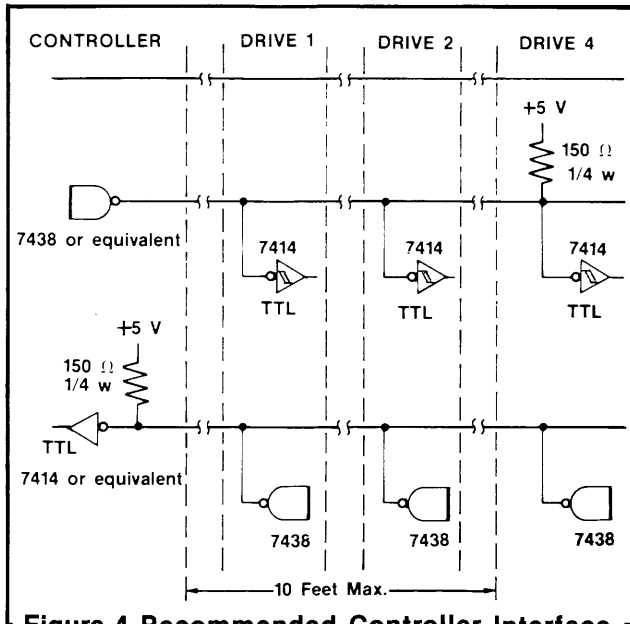 CONTROLLER DRIVE 1 DRIVE 2 DRIVE 4
+5 V
150 Ω
1/4 w
7438 or equivalent
7414 7414 7414
TTL TTL TTL
+5 V
150 Ω
1/4 w
TTL
7414 or equivalent
7438 7438 7438
10 Feet Max.
Figure 4 Recommended Controller Interface